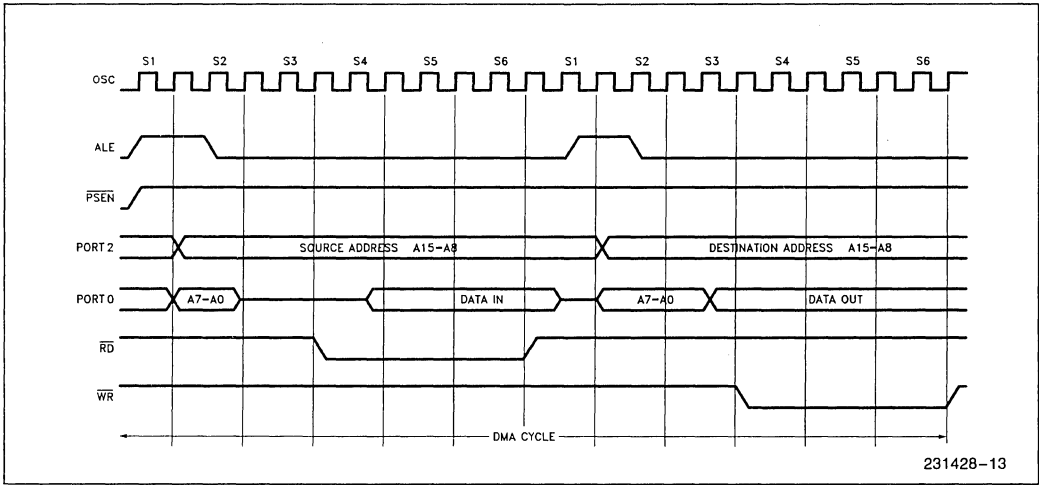 S1 S2 S3 S4 S5 S6 S1 S2 S3 S4 S5 S6
OSC
ALE
PSEN
PORT 2 SOURCE ADDRESS A15-A8 DESTINATION ADDRESS A15-A8
PORT 0 A7-A0 DATA IN A7-A0 DATA OUT
RD
WR
DMA CYCLE
231428-13